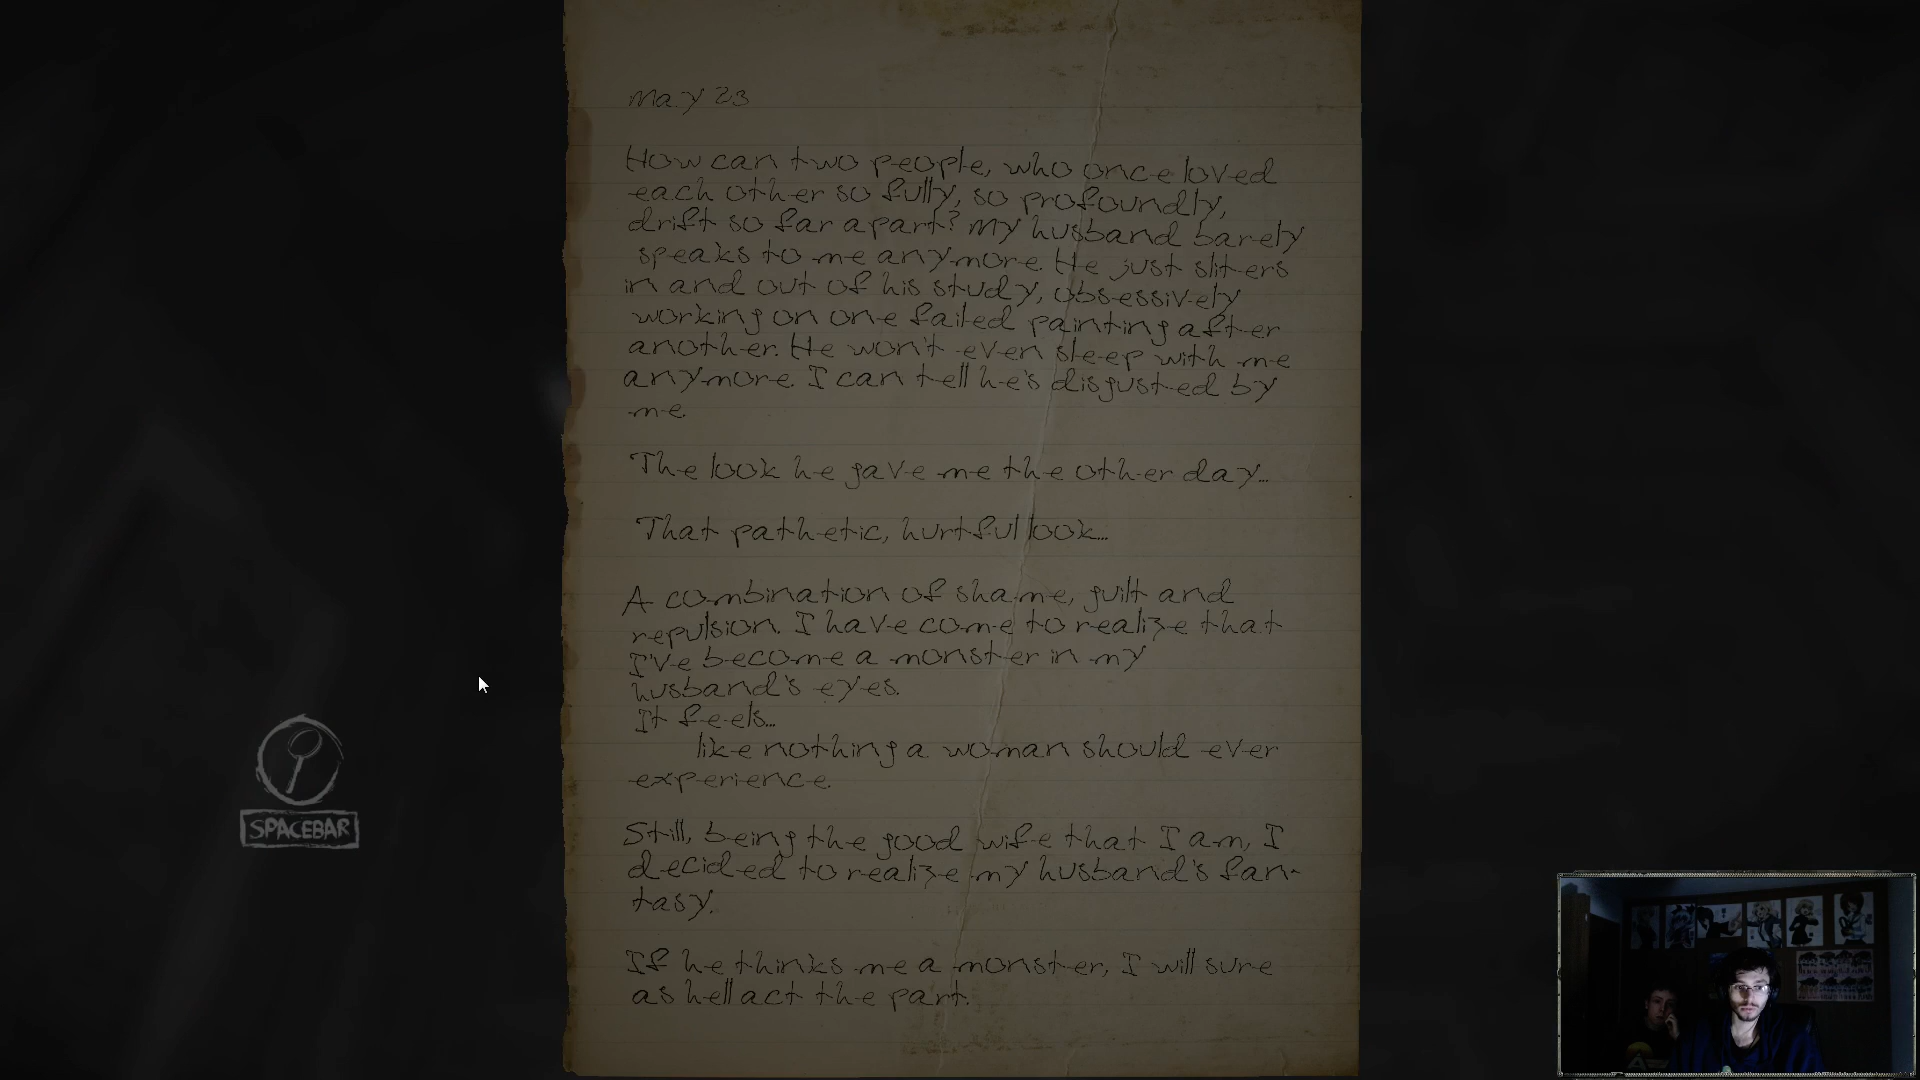 May 23
How can two people, who once loved
each other so fully, so profoundly,
drift so far apart? My husband barely
speaks to me anymore. He just sliters
in and out of his study, obsessively
working on one failed painting after
another. He won't even sleep with me
anymore. I can tell he's disgusted by
me.
The look he gave me the other day...
That pathetic, hurtful look...
A combination of shame, guilt and
repulsion. I have come to realize that
I've become a monster in my
husband's eyes.
It feels...
like nothing a woman should ever
experience.
Still, being the good wife that I am, I
decided to realize my husband's fan-
tasy.
If he thinks me a monster, I will sure
as hell act the part.
SPACEBAR